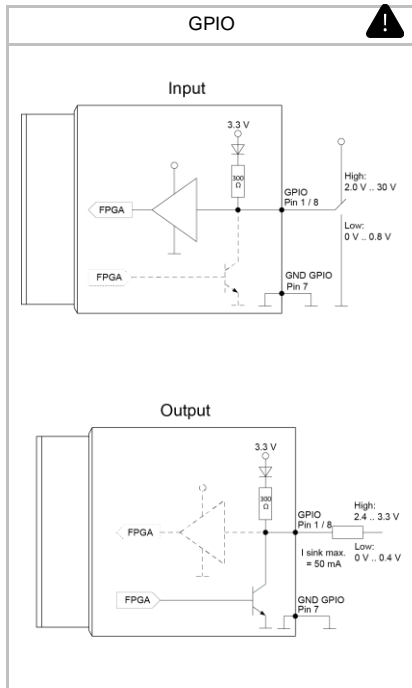 GPIO
!
Input
3.3 V
300
Ω
High:
2.0 V .. 30 V
GPIO
Pin 1 / 8
FPGA
Low:
0 V .. 0.8 V
FPGA
GND GPIO
Pin 7
Output
3.3 V
300
Ω
High:
2.4 .. 3.3 V
GPIO
Pin 1 / 8
FPGA
I sink max.
= 50 mA
Low:
0 V .. 0.4 V
FPGA
GND GPIO
Pin 7